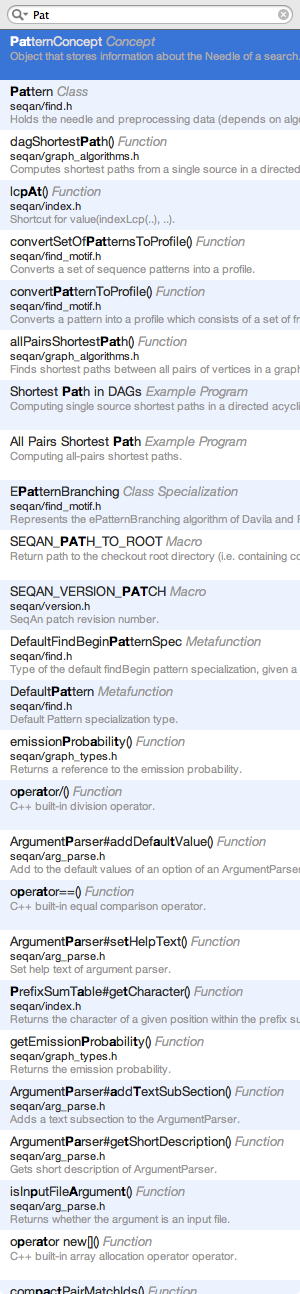 Pat
PatternConcept Concept
Object that stores information about the Needle of a search.
Pattern Class
seqan/find.h
Holds the needle and preprocessing data (depends on algo
dagShortestPath() Function
seqan/graph_algorithms.h
Computes shortest paths from a single source in a directed
lcpAt() Function
seqan/index.h
Shortcut for value(indexLcp(..), ..).
convertSetOfPatternsToProfile() Function
seqan/find_motif.h
Converts a set of sequence patterns into a profile.
convertPatternToProfile() Function
seqan/find_motif.h
Converts a pattern into a profile which consists of a set of fr
allPairsShortestPath() Function
seqan/graph_algorithms.h
Finds shortest paths between all pairs of vertices in a graph
Shortest Path in DAGs Example Program
Computing single source shortest paths in a directed acycli
All Pairs Shortest Path Example Program
Computing all-pairs shortest paths.
EPatternBranching Class Specialization
seqan/find_motif.h
Represents the ePatternBranching algorithm of Davila and R
SEQAN_PATH_TO_ROOT Macro
Return path to the checkout root directory (i.e. containing co
SEQAN_VERSION_PATCH Macro
seqan/version.h
SeqAn patch revision number.
DefaultFindBeginPatternSpec Metafunction
seqan/find.h
Type of the default findBegin pattern specialization, given a
DefaultPattern Metafunction
seqan/find.h
Default Pattern specialization type.
emissionProbability() Function
seqan/graph_types.h
Returns a reference to the emission probability.
operator/() Function
C++ built-in division operator.
ArgumentParser#addDefaultValue() Function
seqan/arg_parse.h
Add to the default values of an option of an ArgumentParser
operator==() Function
C++ built-in equal comparison operator.
ArgumentParser#setHelpText() Function
seqan/arg_parse.h
Set help text of argument parser.
PrefixSumTable#getCharacter() Function
seqan/index.h
Returns the character of a given position within the prefix su
getEmissionProbability() Function
seqan/graph_types.h
Returns the emission probability.
ArgumentParser#addTextSubSection() Function
seqan/arg_parse.h
Adds a text subsection to the ArgumentParser.
ArgumentParser#getShortDescription() Function
seqan/arg_parse.h
Gets short description of ArgumentParser.
isInputFileArgument() Function
seqan/arg_parse.h
Returns whether the argument is an input file.
operator new[]() Function
C++ built-in array allocation operator operator.
compactPairMatchIds() Function